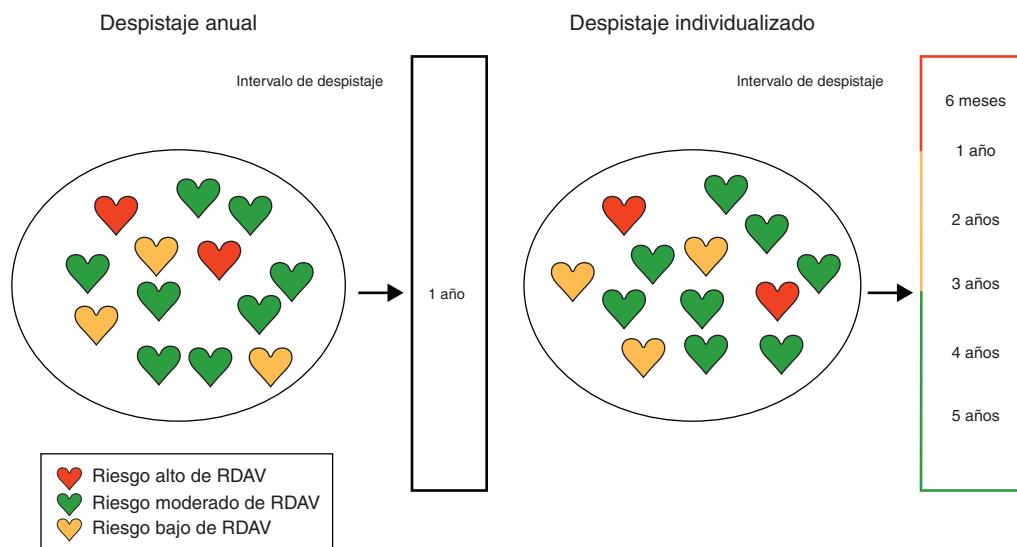 Despistaje anual
Intervalo de despistaje
1 año
Despistaje individualizado
Intervalo de despistaje
6 meses
1 año
2 años
3 años
4 años
5 años
Riesgo alto de RDAV
Riesgo moderado de RDAV
Riesgo bajo de RDAV